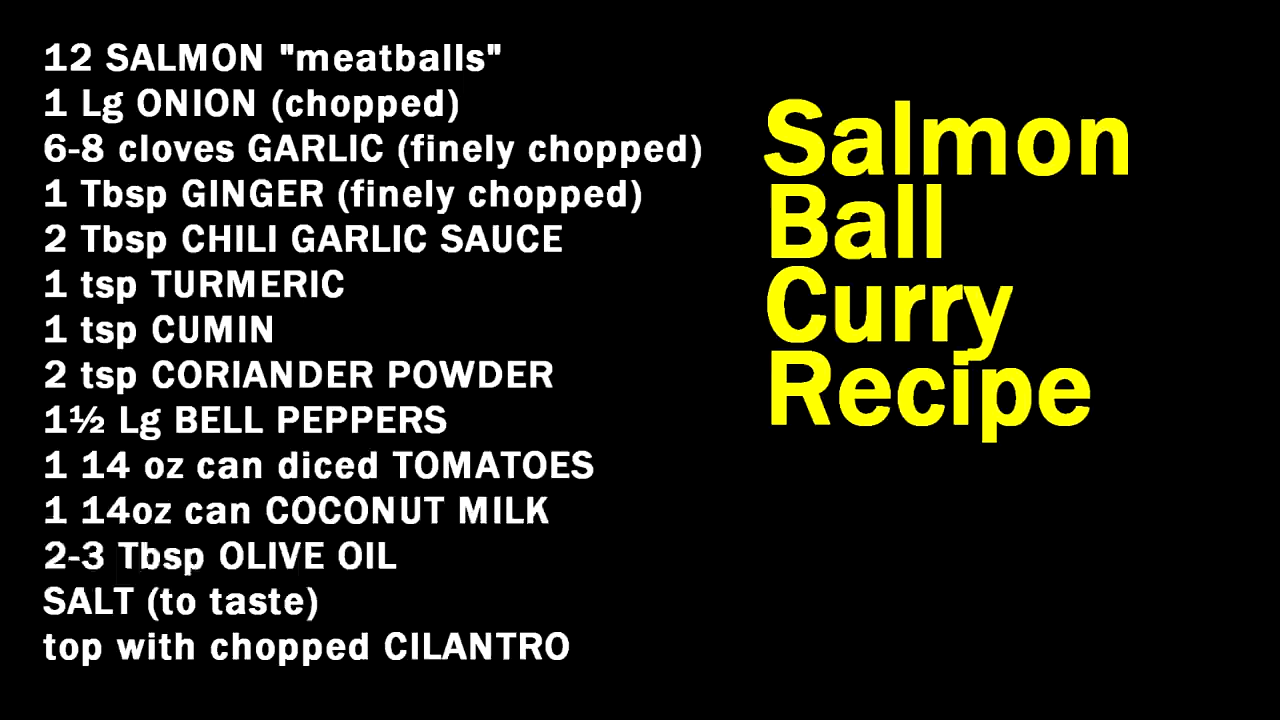 12 SALMON "meatballs"
1 Lg ONION (chopped)
6-8 cloves GARLIC (finely chopped)
1 Tbsp GINGER (finely chopped)
2 Tbsp CHILI GARLIC SAUCE
1 tsp TURMERIC
1 tsp CUMIN
2 tsp CORIANDER POWDER
1½ Lg BELL PEPPERS
1 14 oz can diced TOMATOES
1 14oz can COCONUT MILK
2-3 Tbsp OLIVE OIL
SALT (to taste)
top with chopped CILANTRO
Salmon
Ball
Curry
Recipe